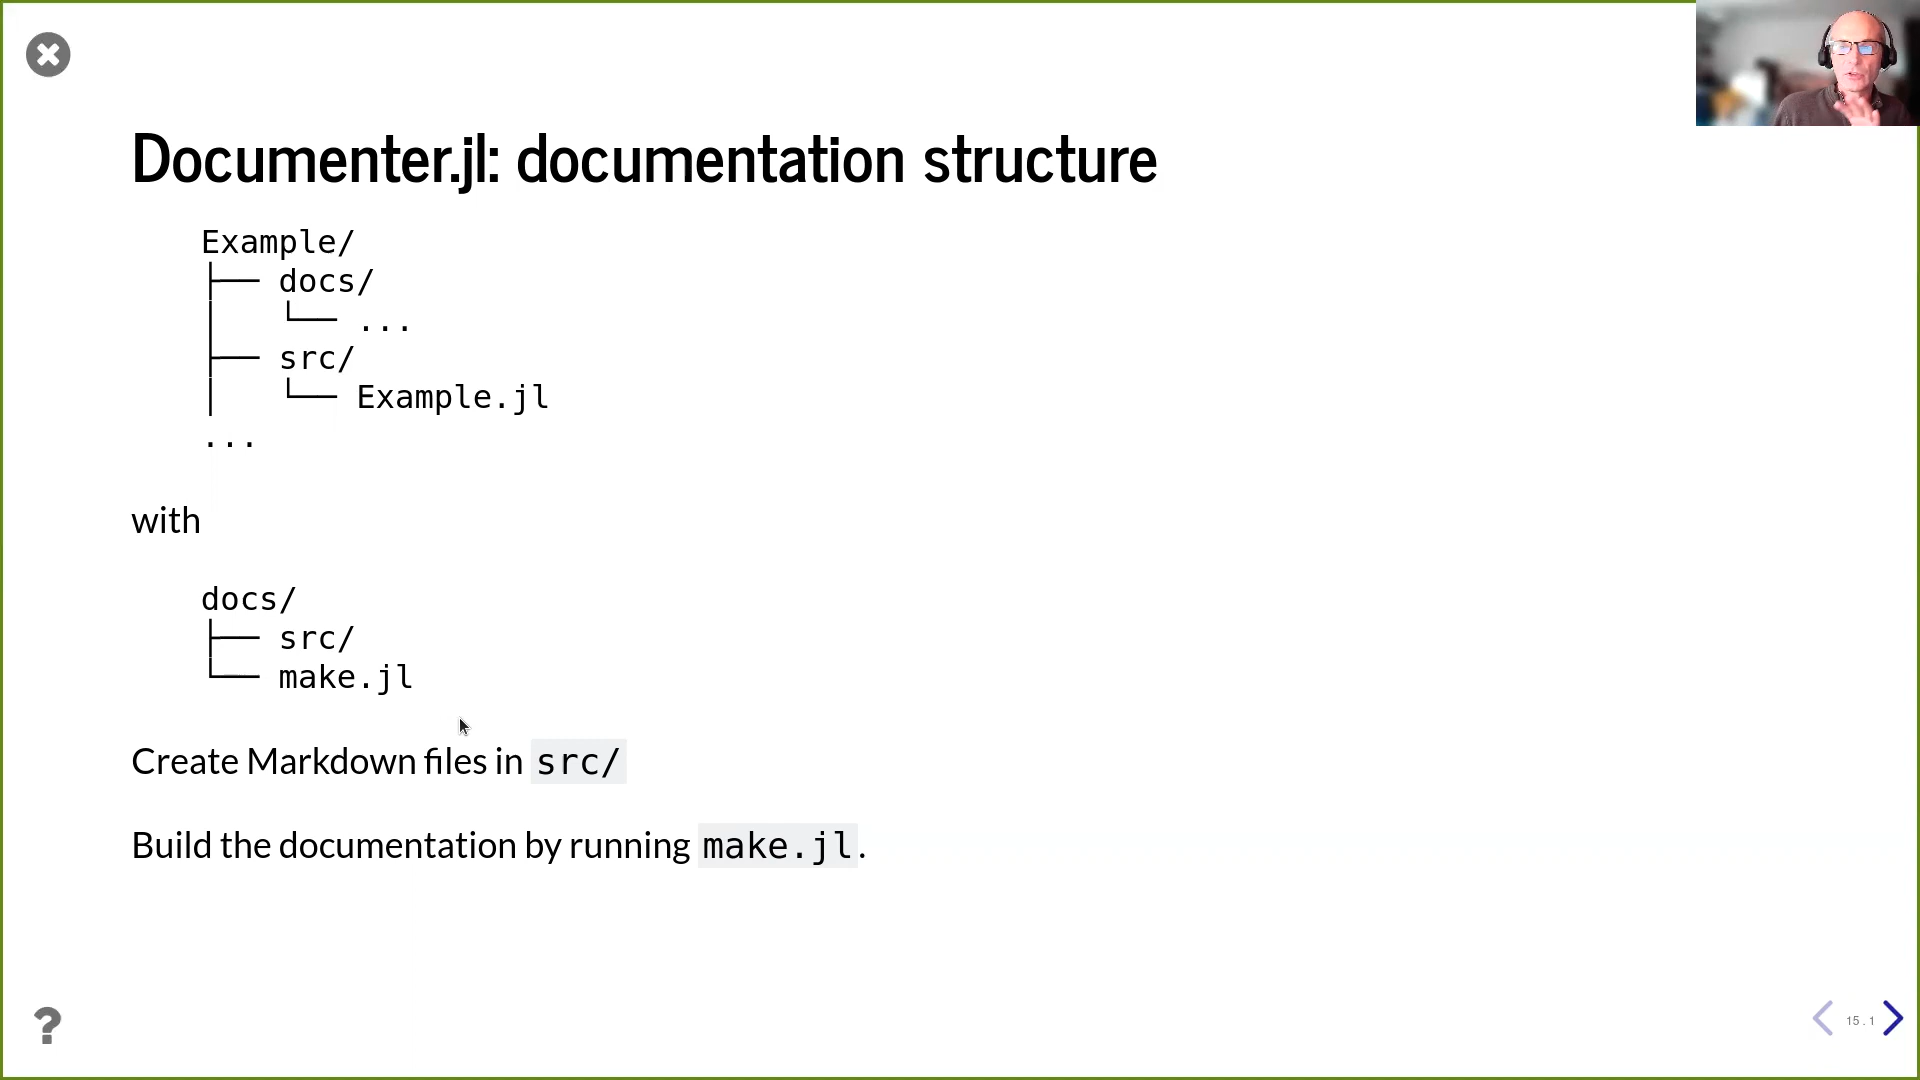 Documenter.jl: documentation structure
Example/
├── docs/
│   └── ...
├── src/
│   └── Example.jl
...
with
docs/
├── src/
└── make.jl
Create Markdown files in src/
Build the documentation by running make.jl.
?
15.1